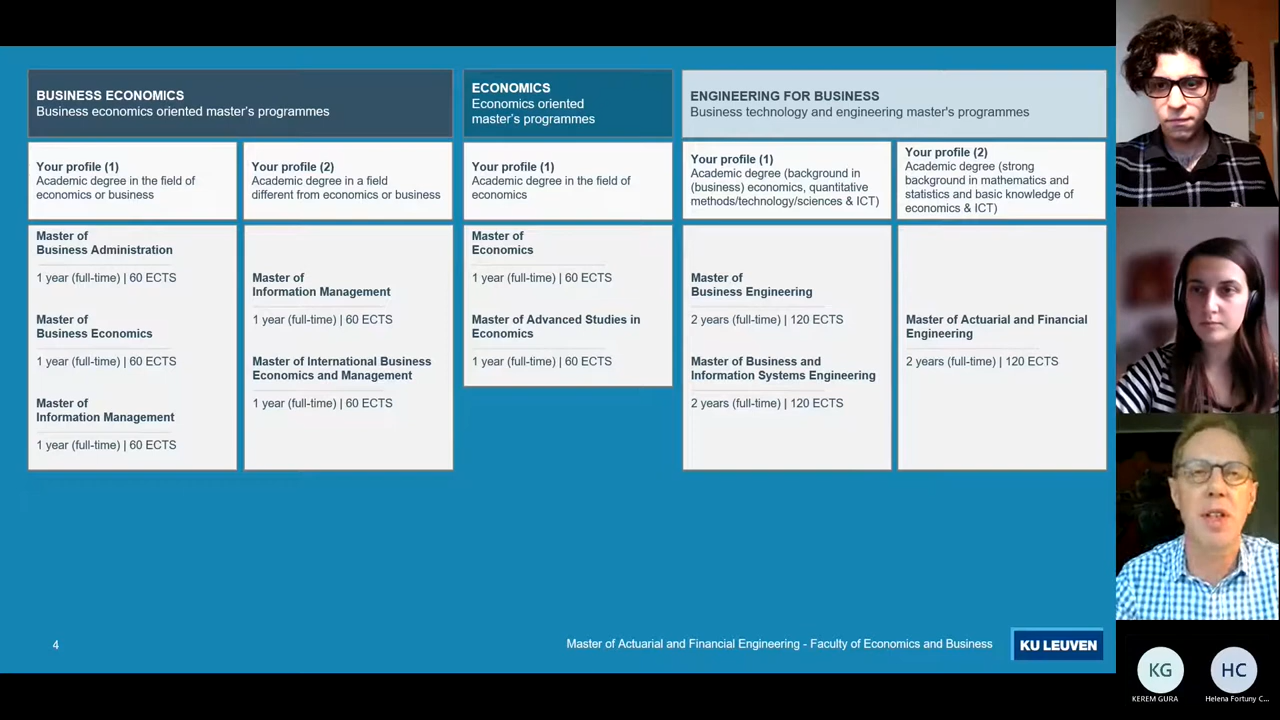 BUSINESS ECONOMICS
Business economics oriented master's programmes
ECONOMICS
Economics oriented
master's programmes
ENGINEERING FOR BUSINESS
Business technology and engineering master's programmes
Your profile (1)
Academic degree in the field of
economics or business
Your profile (2)
Academic degree in a field
different from economics or business
Your profile (1)
Academic degree in the field of
economics
Your profile (1)
Academic degree (background in
(business) economics, quantitative
methods/technology/sciences & ICT)
Your profile (2)
Academic degree (strong
background in mathematics and
statistics and basic knowledge of
economics & ICT)
Master of
Business Administration
1 year (full-time) | 60 ECTS
Master of
Business Economics
1 year (full-time) | 60 ECTS
Master of
Information Management
1 year (full-time) | 60 ECTS
Master of
Information Management
1 year (full-time) | 60 ECTS
Master of International Business
Economics and Management
1 year (full-time) | 60 ECTS
Master of
Economics
1 year (full-time) | 60 ECTS
Master of Advanced Studies in
Economics
1 year (full-time) | 60 ECTS
Master of
Business Engineering
2 years (full-time) | 120 ECTS
Master of Business and
Information Systems Engineering
2 years (full-time) | 120 ECTS
Master of Actuarial and Financial
Engineering
2 years (full-time) | 120 ECTS
4
Master of Actuarial and Financial Engineering - Faculty of Economics and Business
KU LEUVEN
KG
KEREM GURA
HC
Helena Fortuny C...